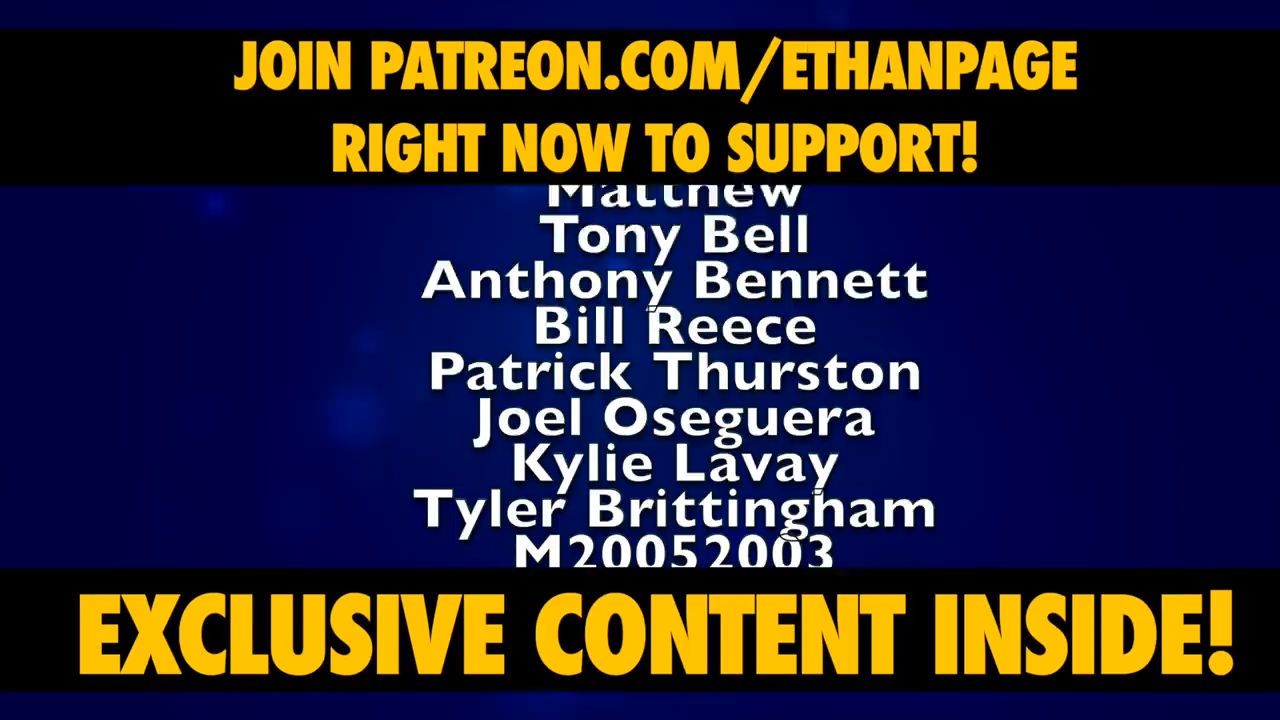 JOIN PATREON.COM/ETHANPAGE
RIGHT NOW TO SUPPORT!
Matthew
Tony Bell
Anthony Bennett
Bill Reece
Patrick Thurston
Joel Oseguera
Kylie Lavay
Tyler Brittingham
M20052003
EXCLUSIVE CONTENT INSIDE!